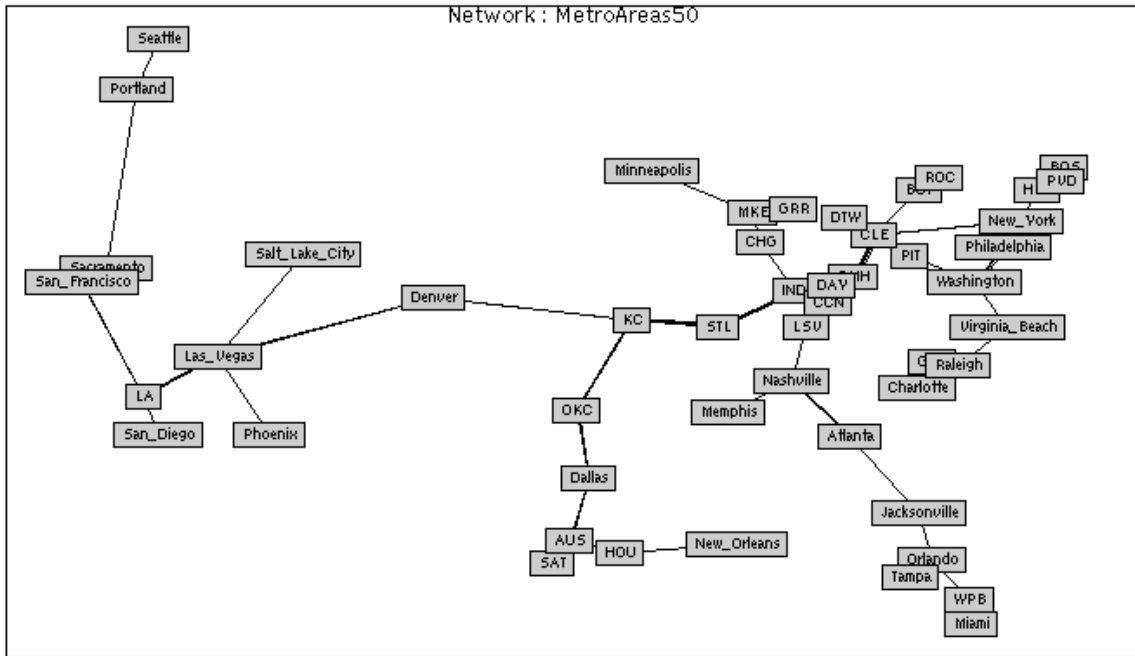 Network : MetroAreas50
Seattle
Portland
Sacramento
San_Francisco
Salt_Lake_City
Las_Vegas
LA
San_Diego
Phoenix
Denver
KC
STL
OKC
Dallas
AUS
SAT
HOU
New_Orleans
Minneapolis
MKE
GRR
CHG
IND
DAY
CCN
LSV
Nashville
Memphis
Atlanta
Jacksonville
Orlando
Tampa
WPB
Miami
DTW
CLE
ROC
PIT
BOS
PVD
New_York
Philadelphia
Washington
Virginia_Beach
Raleigh
Charlotte